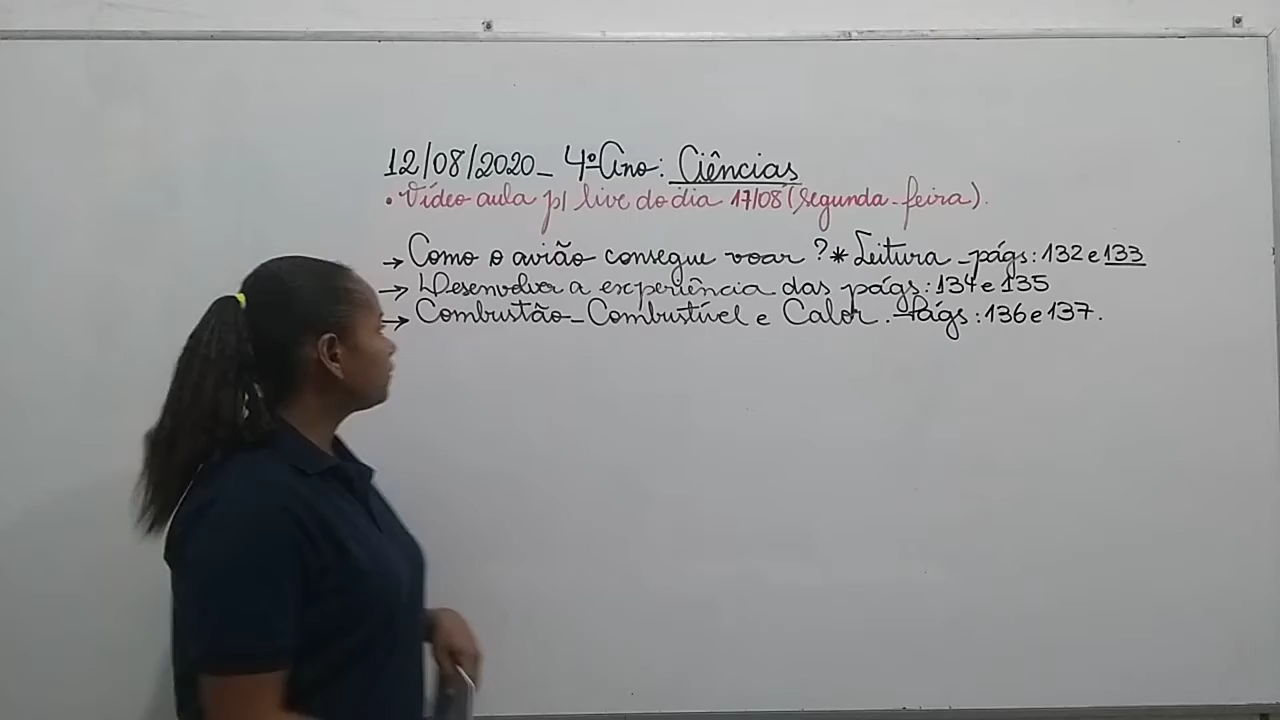 12/08/2020_ 4º Ano: Ciências
• Vídeo aula p/ live do dia 17/08 (segunda-feira).
→ Como o avião consegue voar? * Leitura - págs: 132 e 133
→ Desenvolver a experiência das págs: 134 e 135
→ Combustão - Combustível e Calor. Págs: 136 e 137.